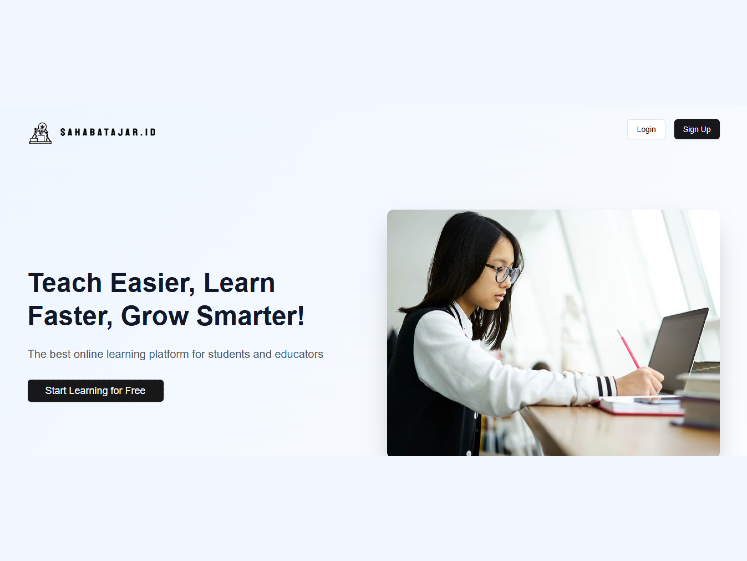 SAHABATAJAR.ID
Login
Sign Up
Teach Easier, Learn
Faster, Grow Smarter!
The best online learning platform for students and educators
Start Learning for Free